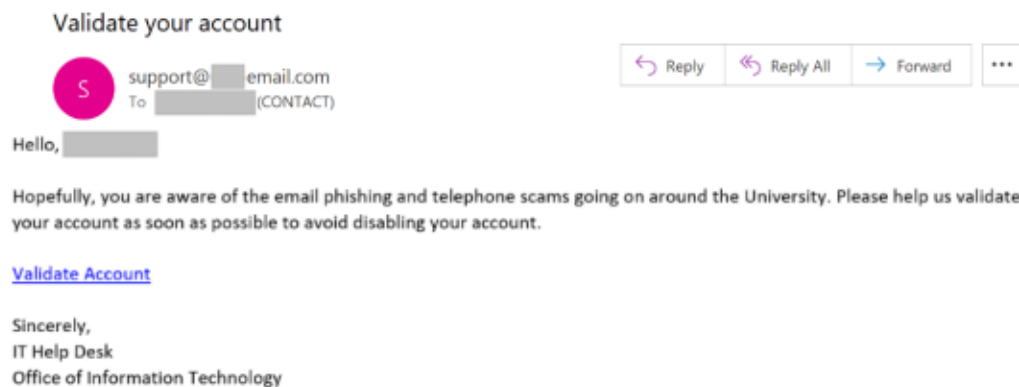 Validate your account
S
support@ email.com
To (CONTACT)
Reply
Reply All
Forward
...
Hello,
Hopefully, you are aware of the email phishing and telephone scams going on around the University. Please help us validate
your account as soon as possible to avoid disabling your account.
Validate Account
Sincerely,
IT Help Desk
Office of Information Technology